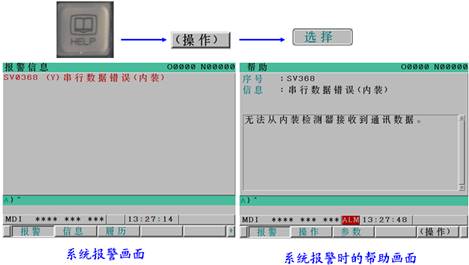 HELP
(操作)
选择
报警信息 O0000 N00000
SV0368 (Y)串行数据错误(内装)
A)^
MDI **** *** *** 13:27:14
报警 信息 履历
系统报警画面
帮助 O0000 N00000
序号 :SV368
信息 :串行数据错误(内装)
无法从内装检测器接收到通讯数据。
A)^
MDI **** *** *** ALM 13:27:48
报警 操作 参数 (操作)
系统报警时的帮助画面